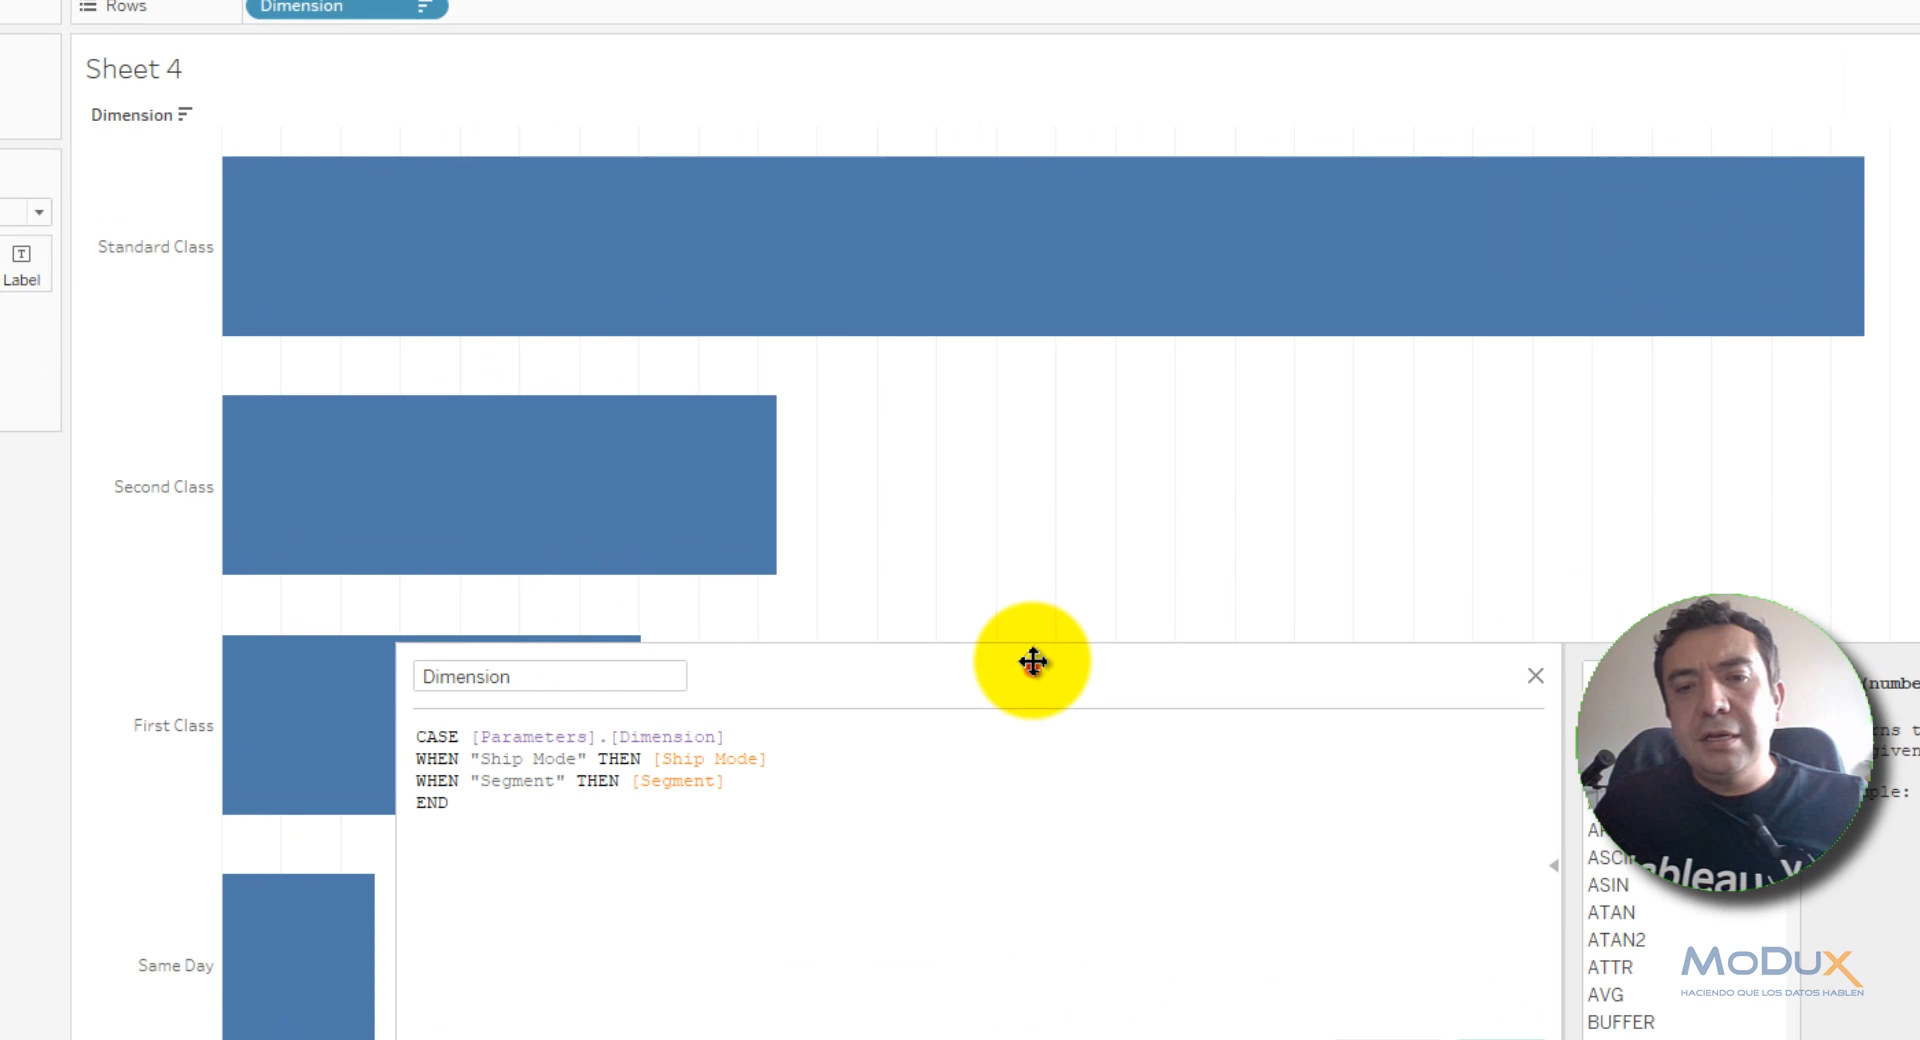 Rows
Dimension
Sheet 4
Dimension
Standard Class
Label
Second Class
First Class
Same Day
Dimension
CASE [Parameters].[Dimension]
WHEN "Ship Mode" THEN [Ship Mode]
WHEN "Segment" THEN [Segment]
END
ASIN
ATAN
ATAN2
ATTR
AVG
BUFFER
MoDux
HACIENDO QUE LOS DATOS HABLEN